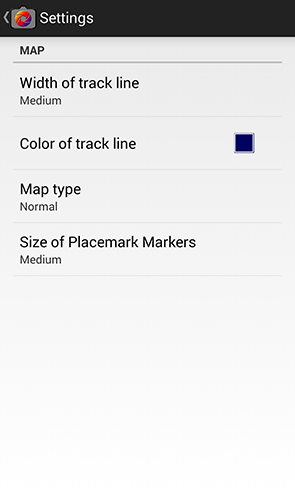 Settings
MAP
Width of track line
Medium
Color of track line
Map type
Normal
Size of Placemark Markers
Medium